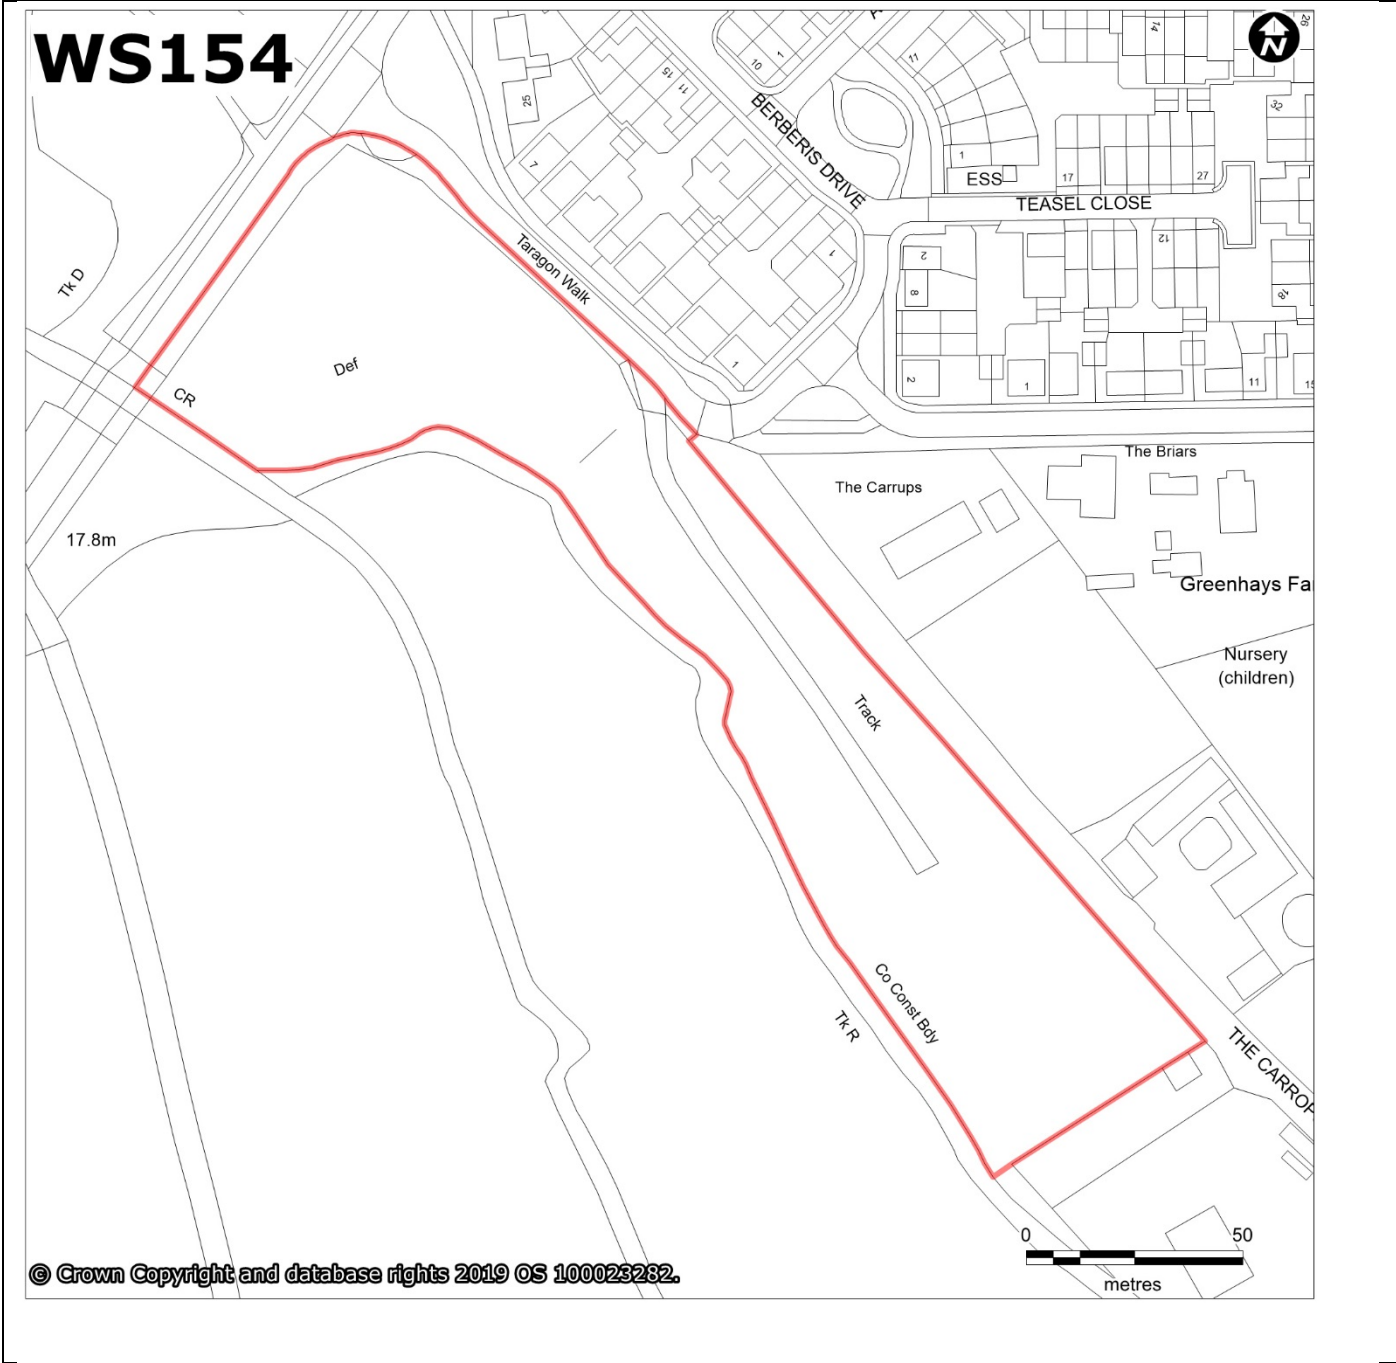 WS154
N
BERBERIS DRIVE
TEASEL CLOSE
ESS
Taragon Walk
Tk D
Def
CR
17.8m
The Briars
The Carrups
Greenhays Fa
Nursery
(children)
Track
Co Const Bdy
Tk R
THE CARROP
25
15
11
7
10
1
11
14
26
32
1
17
27
1
2
8
12
18
2
1
11
15
1
0
50
metres
© Crown Copyright and database rights 2019 OS 100023282.